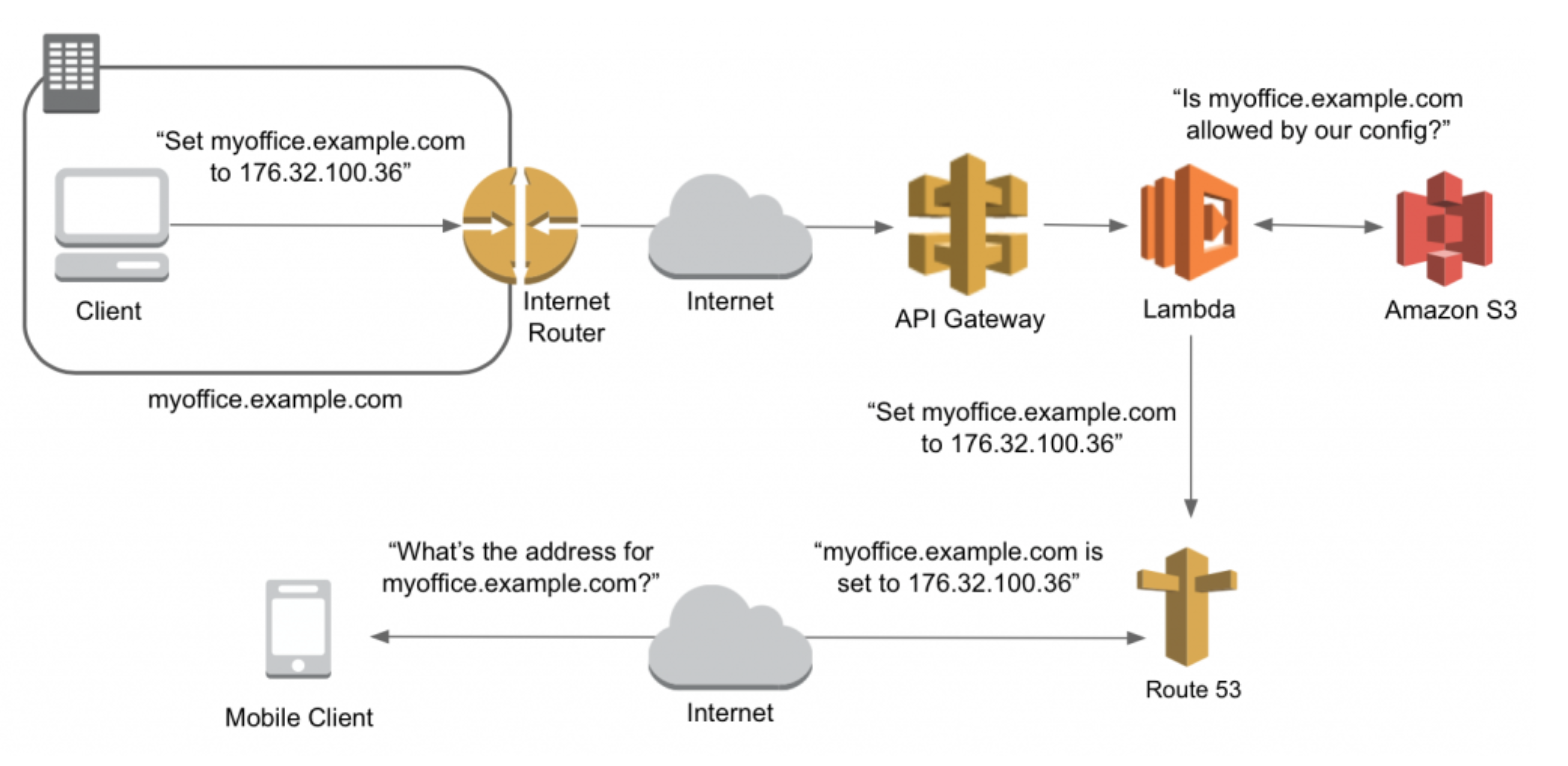 “Is myoffice.example.com
allowed by our config?”
“Set myoffice.example.com
to 176.32.100.36”
Client
Internet
Router
Internet
API Gateway
Lambda
Amazon S3
myoffice.example.com
“Set myoffice.example.com
to 176.32.100.36”
“What’s the address for
myoffice.example.com?”
“myoffice.example.com is
set to 176.32.100.36”
Mobile Client
Internet
Route 53